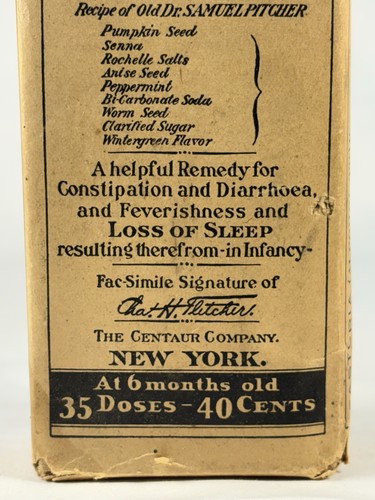 Recipe of Old Dr. SAMUEL PITCHER
Pumpkin Seed
Senna
Rochelle Salts
Anise Seed
Peppermint
Bi-Carbonate Soda
Worm Seed
Clarified Sugar
Wintergreen Flavor
A helpful Remedy for
Constipation and Diarrhoea,
and Feverishness and
LOSS OF SLEEP
resulting therefrom-in Infancy-
Fac-Simile Signature of
Chas. H. Fletcher.
THE CENTAUR COMPANY.
NEW YORK.
At 6 months old
35 DOSES – 40 CENTS